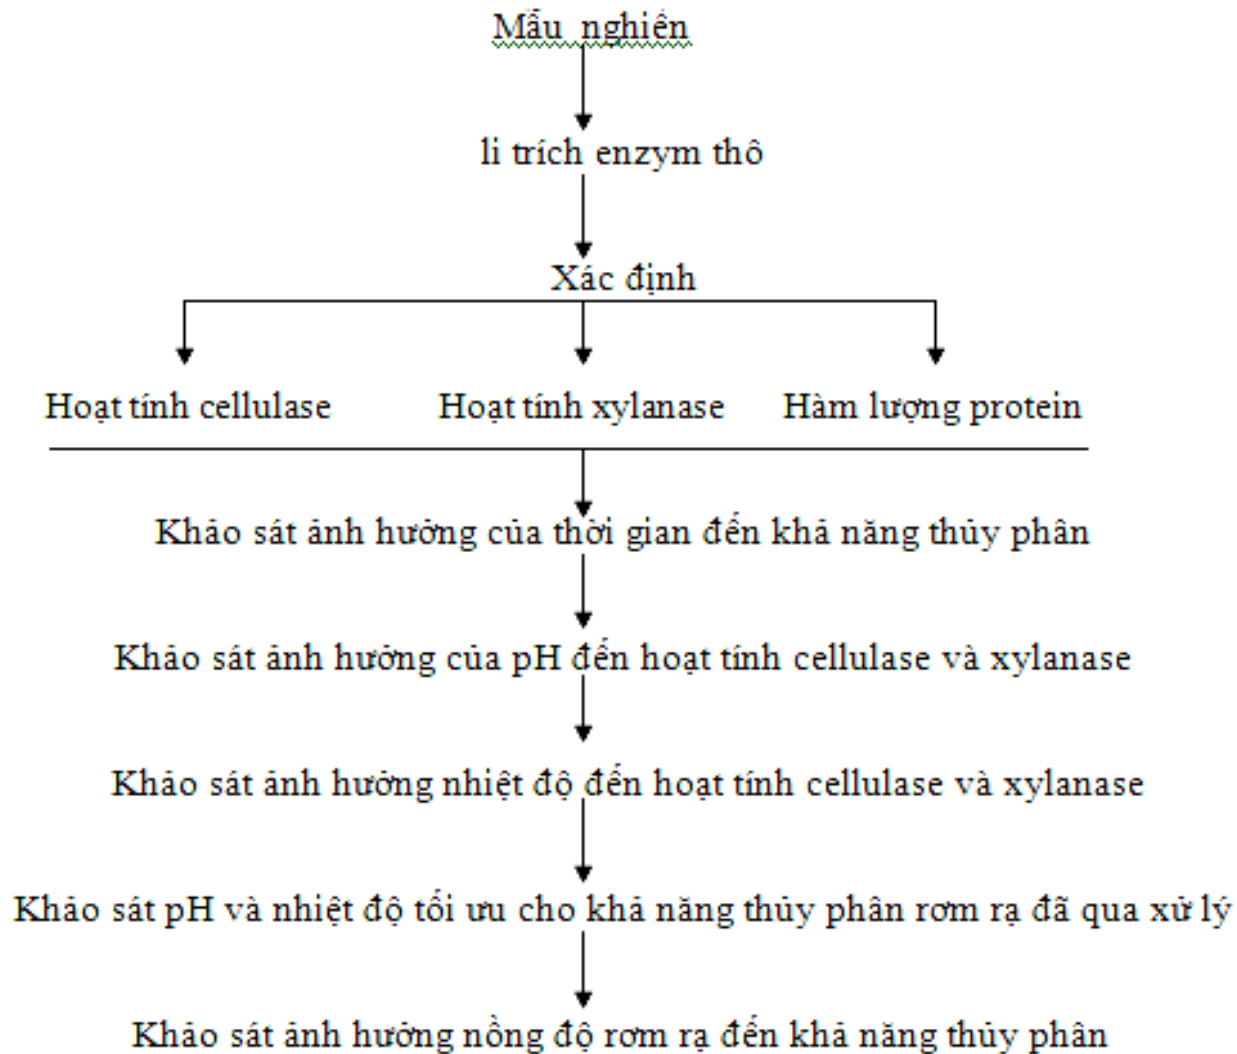 Mẫu nghiền
li trích enzym thô
Xác định
Hoạt tính cellulase Hoạt tính xylanase Hàm lượng protein
Khảo sát ảnh hưởng của thời gian đến khả năng thủy phân
Khảo sát ảnh hưởng của pH đến hoạt tính cellulase và xylanase
Khảo sát ảnh hưởng nhiệt độ đến hoạt tính cellulase và xylanase
Khảo sát pH và nhiệt độ tối ưu cho khả năng thủy phân rơm rạ đã qua xử lý
Khảo sát ảnh hưởng nồng độ rơm rạ đến khả năng thủy phân